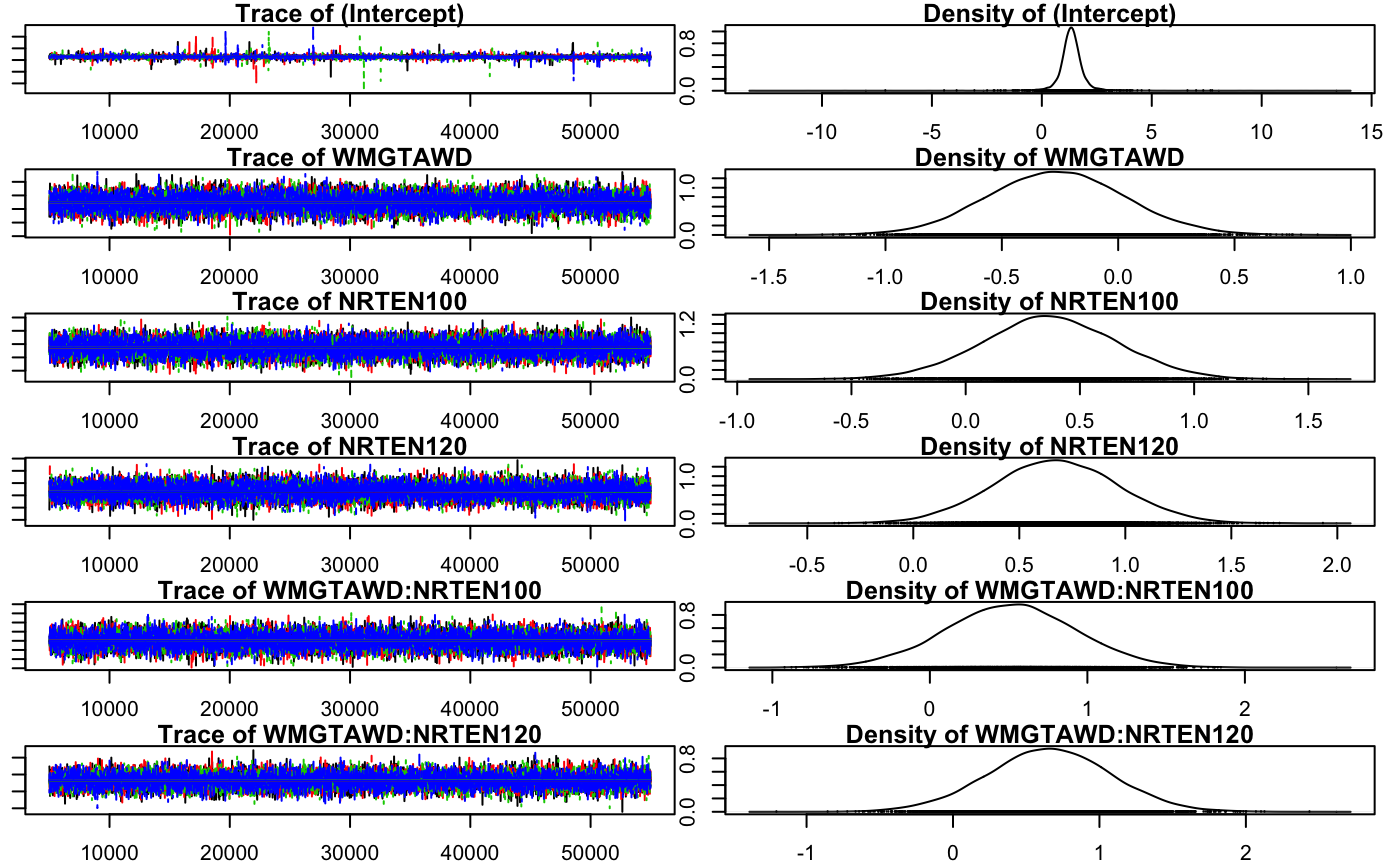 Trace of (Intercept)
10000 20000 30000 40000 50000
Density of (Intercept)
0.0 0.8
-10 -5 0 5 10 15
Trace of WMGTAWD
10000 20000 30000 40000 50000
Density of WMGTAWD
0.0 1.0
-1.5 -1.0 -0.5 0.0 0.5 1.0
Trace of NRTEN100
10000 20000 30000 40000 50000
Density of NRTEN100
0.0 1.2
-1.0 -0.5 0.0 0.5 1.0 1.5
Trace of NRTEN120
10000 20000 30000 40000 50000
Density of NRTEN120
0.0 1.0
-0.5 0.0 0.5 1.0 1.5 2.0
Trace of WMGTAWD:NRTEN100
10000 20000 30000 40000 50000
Density of WMGTAWD:NRTEN100
0.0 0.8
-1 0 1 2
Trace of WMGTAWD:NRTEN120
10000 20000 30000 40000 50000
Density of WMGTAWD:NRTEN120
0.0 0.8
-1 0 1 2